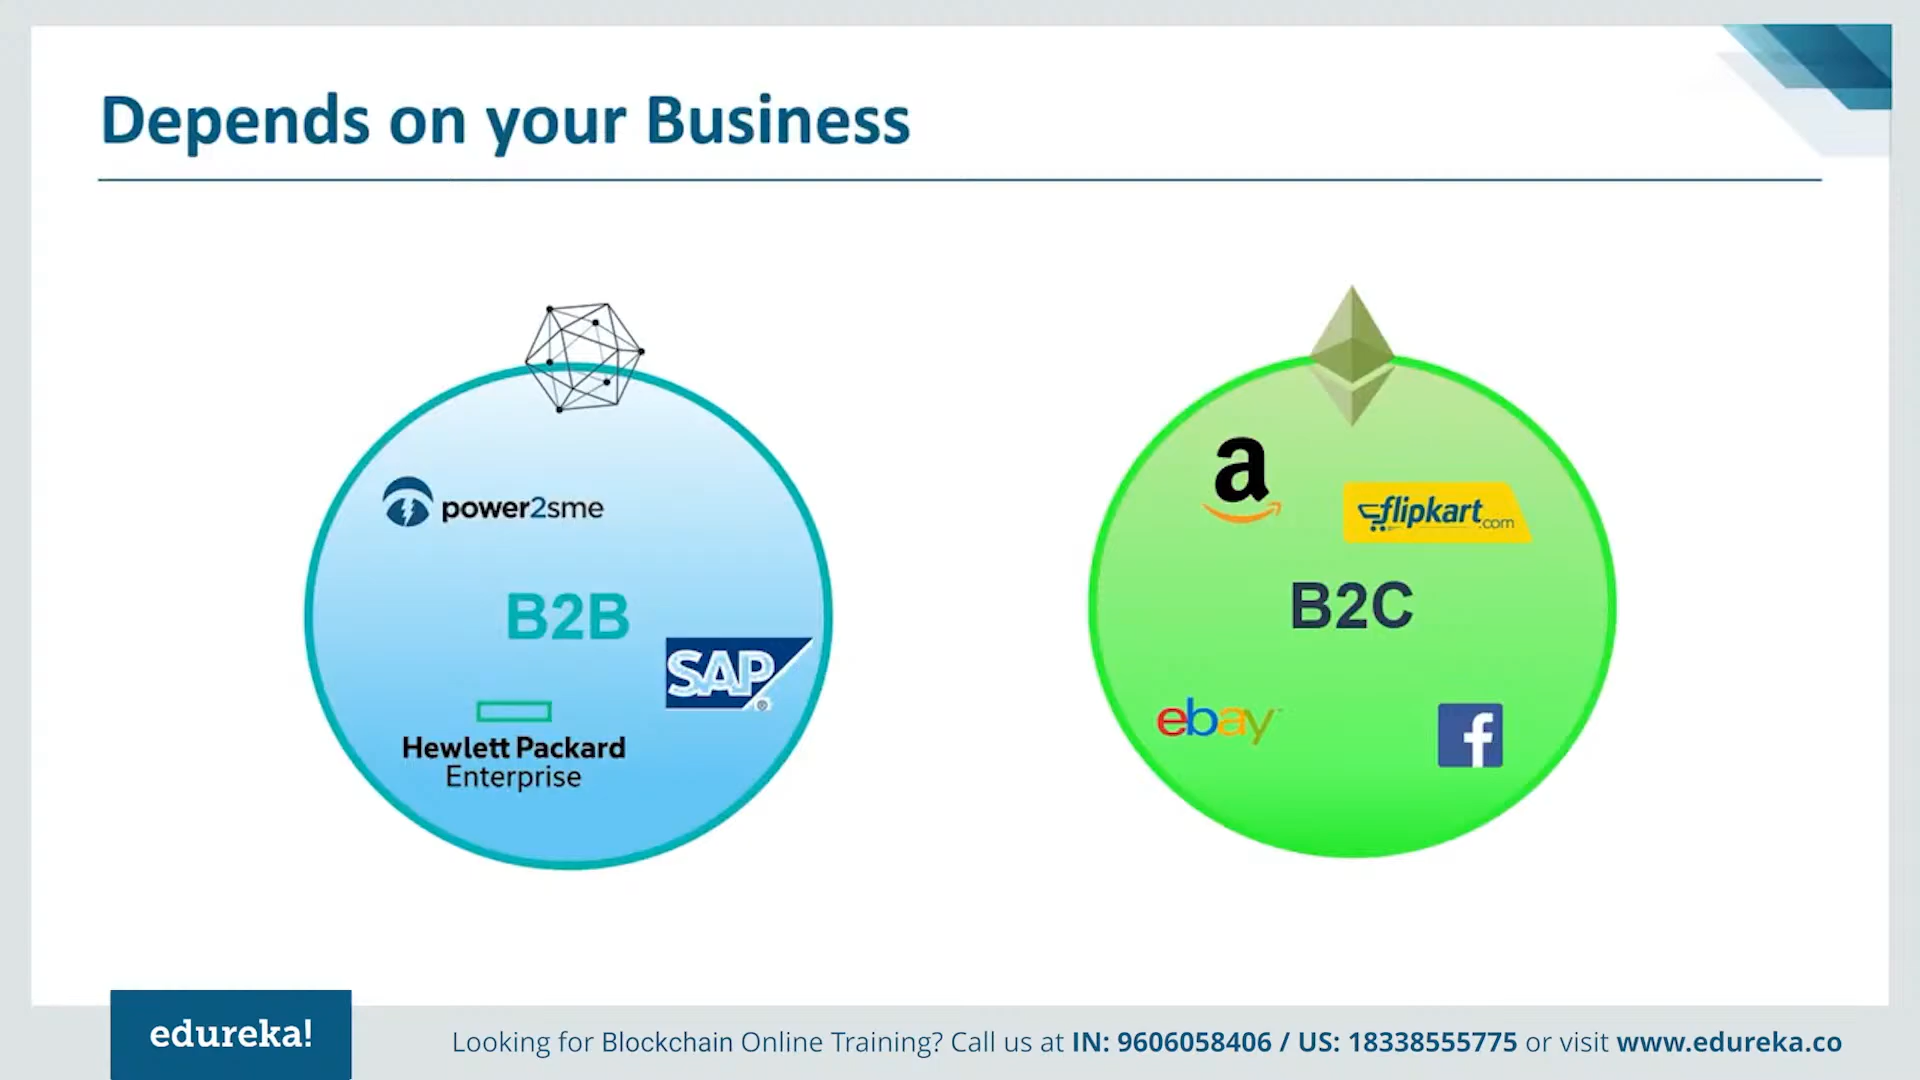 Depends on your Business
power2sme
B2B
SAP
®
Hewlett Packard
Enterprise
a
flipkart.com
B2C
ebay
f
edureka!
Looking for Blockchain Online Training? Call us at IN: 9606058406 / US: 18338555775 or visit www.edureka.co